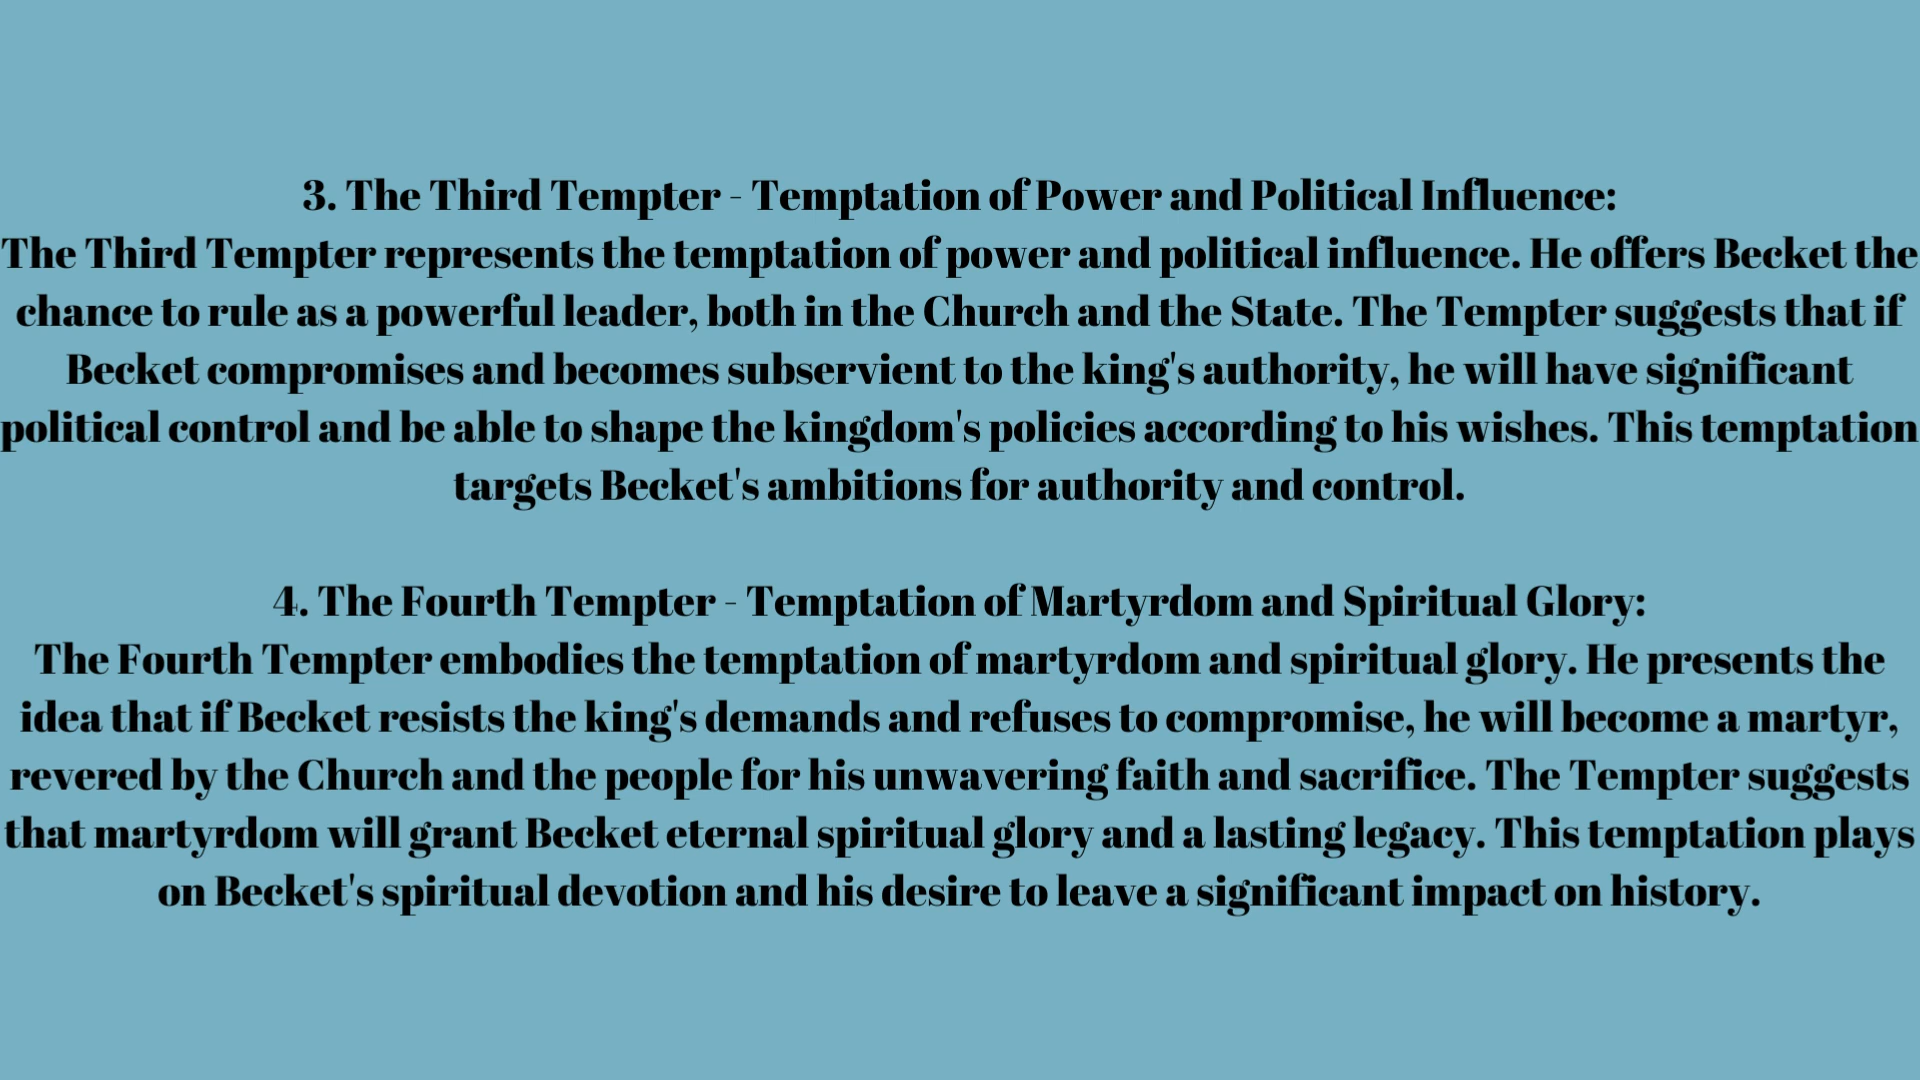 3. The Third Tempter - Temptation of Power and Political Influence:
The Third Tempter represents the temptation of power and political influence. He offers Becket the
chance to rule as a powerful leader, both in the Church and the State. The Tempter suggests that if
Becket compromises and becomes subservient to the king's authority, he will have significant
political control and be able to shape the kingdom's policies according to his wishes. This temptation
targets Becket's ambitions for authority and control.
4. The Fourth Tempter - Temptation of Martyrdom and Spiritual Glory:
The Fourth Tempter embodies the temptation of martyrdom and spiritual glory. He presents the
idea that if Becket resists the king's demands and refuses to compromise, he will become a martyr,
revered by the Church and the people for his unwavering faith and sacrifice. The Tempter suggests
that martyrdom will grant Becket eternal spiritual glory and a lasting legacy. This temptation plays
on Becket's spiritual devotion and his desire to leave a significant impact on history.